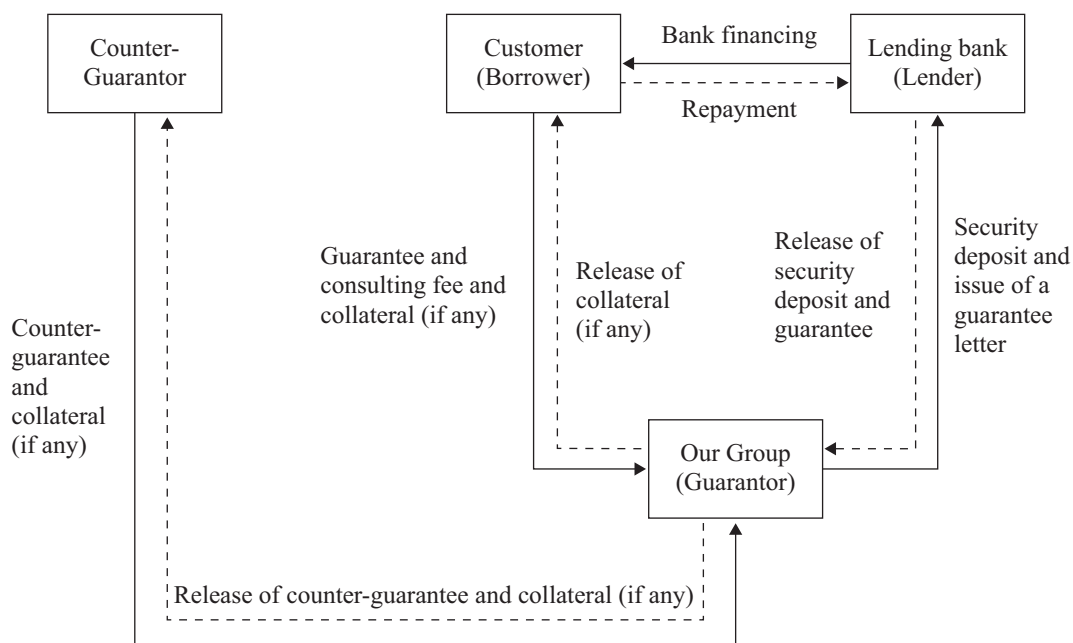 Counter-
Guarantor
Customer
(Borrower)
Bank financing
Repayment
Lending bank
(Lender)
Counter-
guarantee
and
collateral
(if any)
Guarantee and
consulting fee and
collateral (if any)
Release of
collateral
(if any)
Release of
security
deposit and
guarantee
Security
deposit and
issue of a
guarantee
letter
Our Group
(Guarantor)
Release of counter-guarantee and collateral (if any)